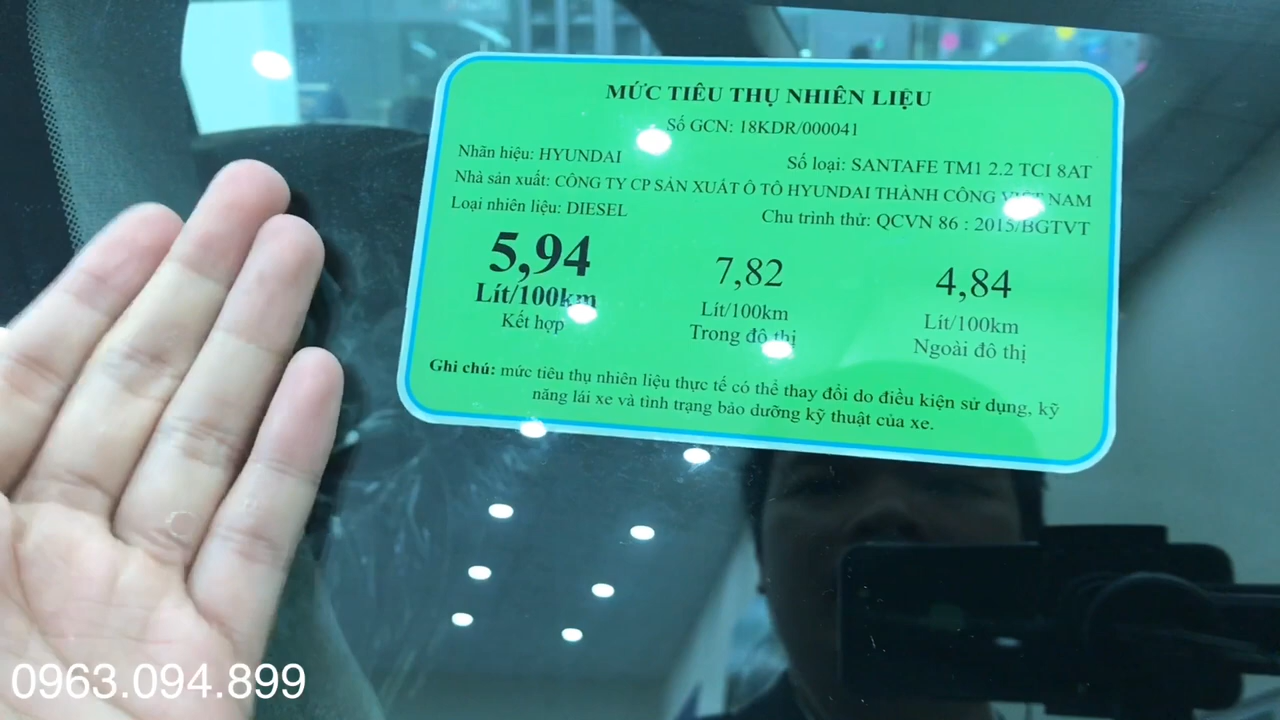 MỨC TIÊU THỤ NHIÊN LIỆU
Số GCN: 18KDR/000041
Nhãn hiệu: HYUNDAI Số loại: SANTAFE TM1 2.2 TCI 8AT
Nhà sản xuất: CÔNG TY CP SẢN XUẤT Ô TÔ HYUNDAI THÀNH CÔNG VIỆT NAM
Loại nhiên liệu: DIESEL Chu trình thử: QCVN 86 : 2015/BGTVT
5,94 7,82 4,84
Lít/100km Lít/100km Lít/100km
Kết hợp Trong đô thị Ngoài đô thị
Ghi chú: mức tiêu thụ nhiên liệu thực tế có thể thay đổi do điều kiện sử dụng, kỹ
năng lái xe và tình trạng bảo dưỡng kỹ thuật của xe.
0963.094.899